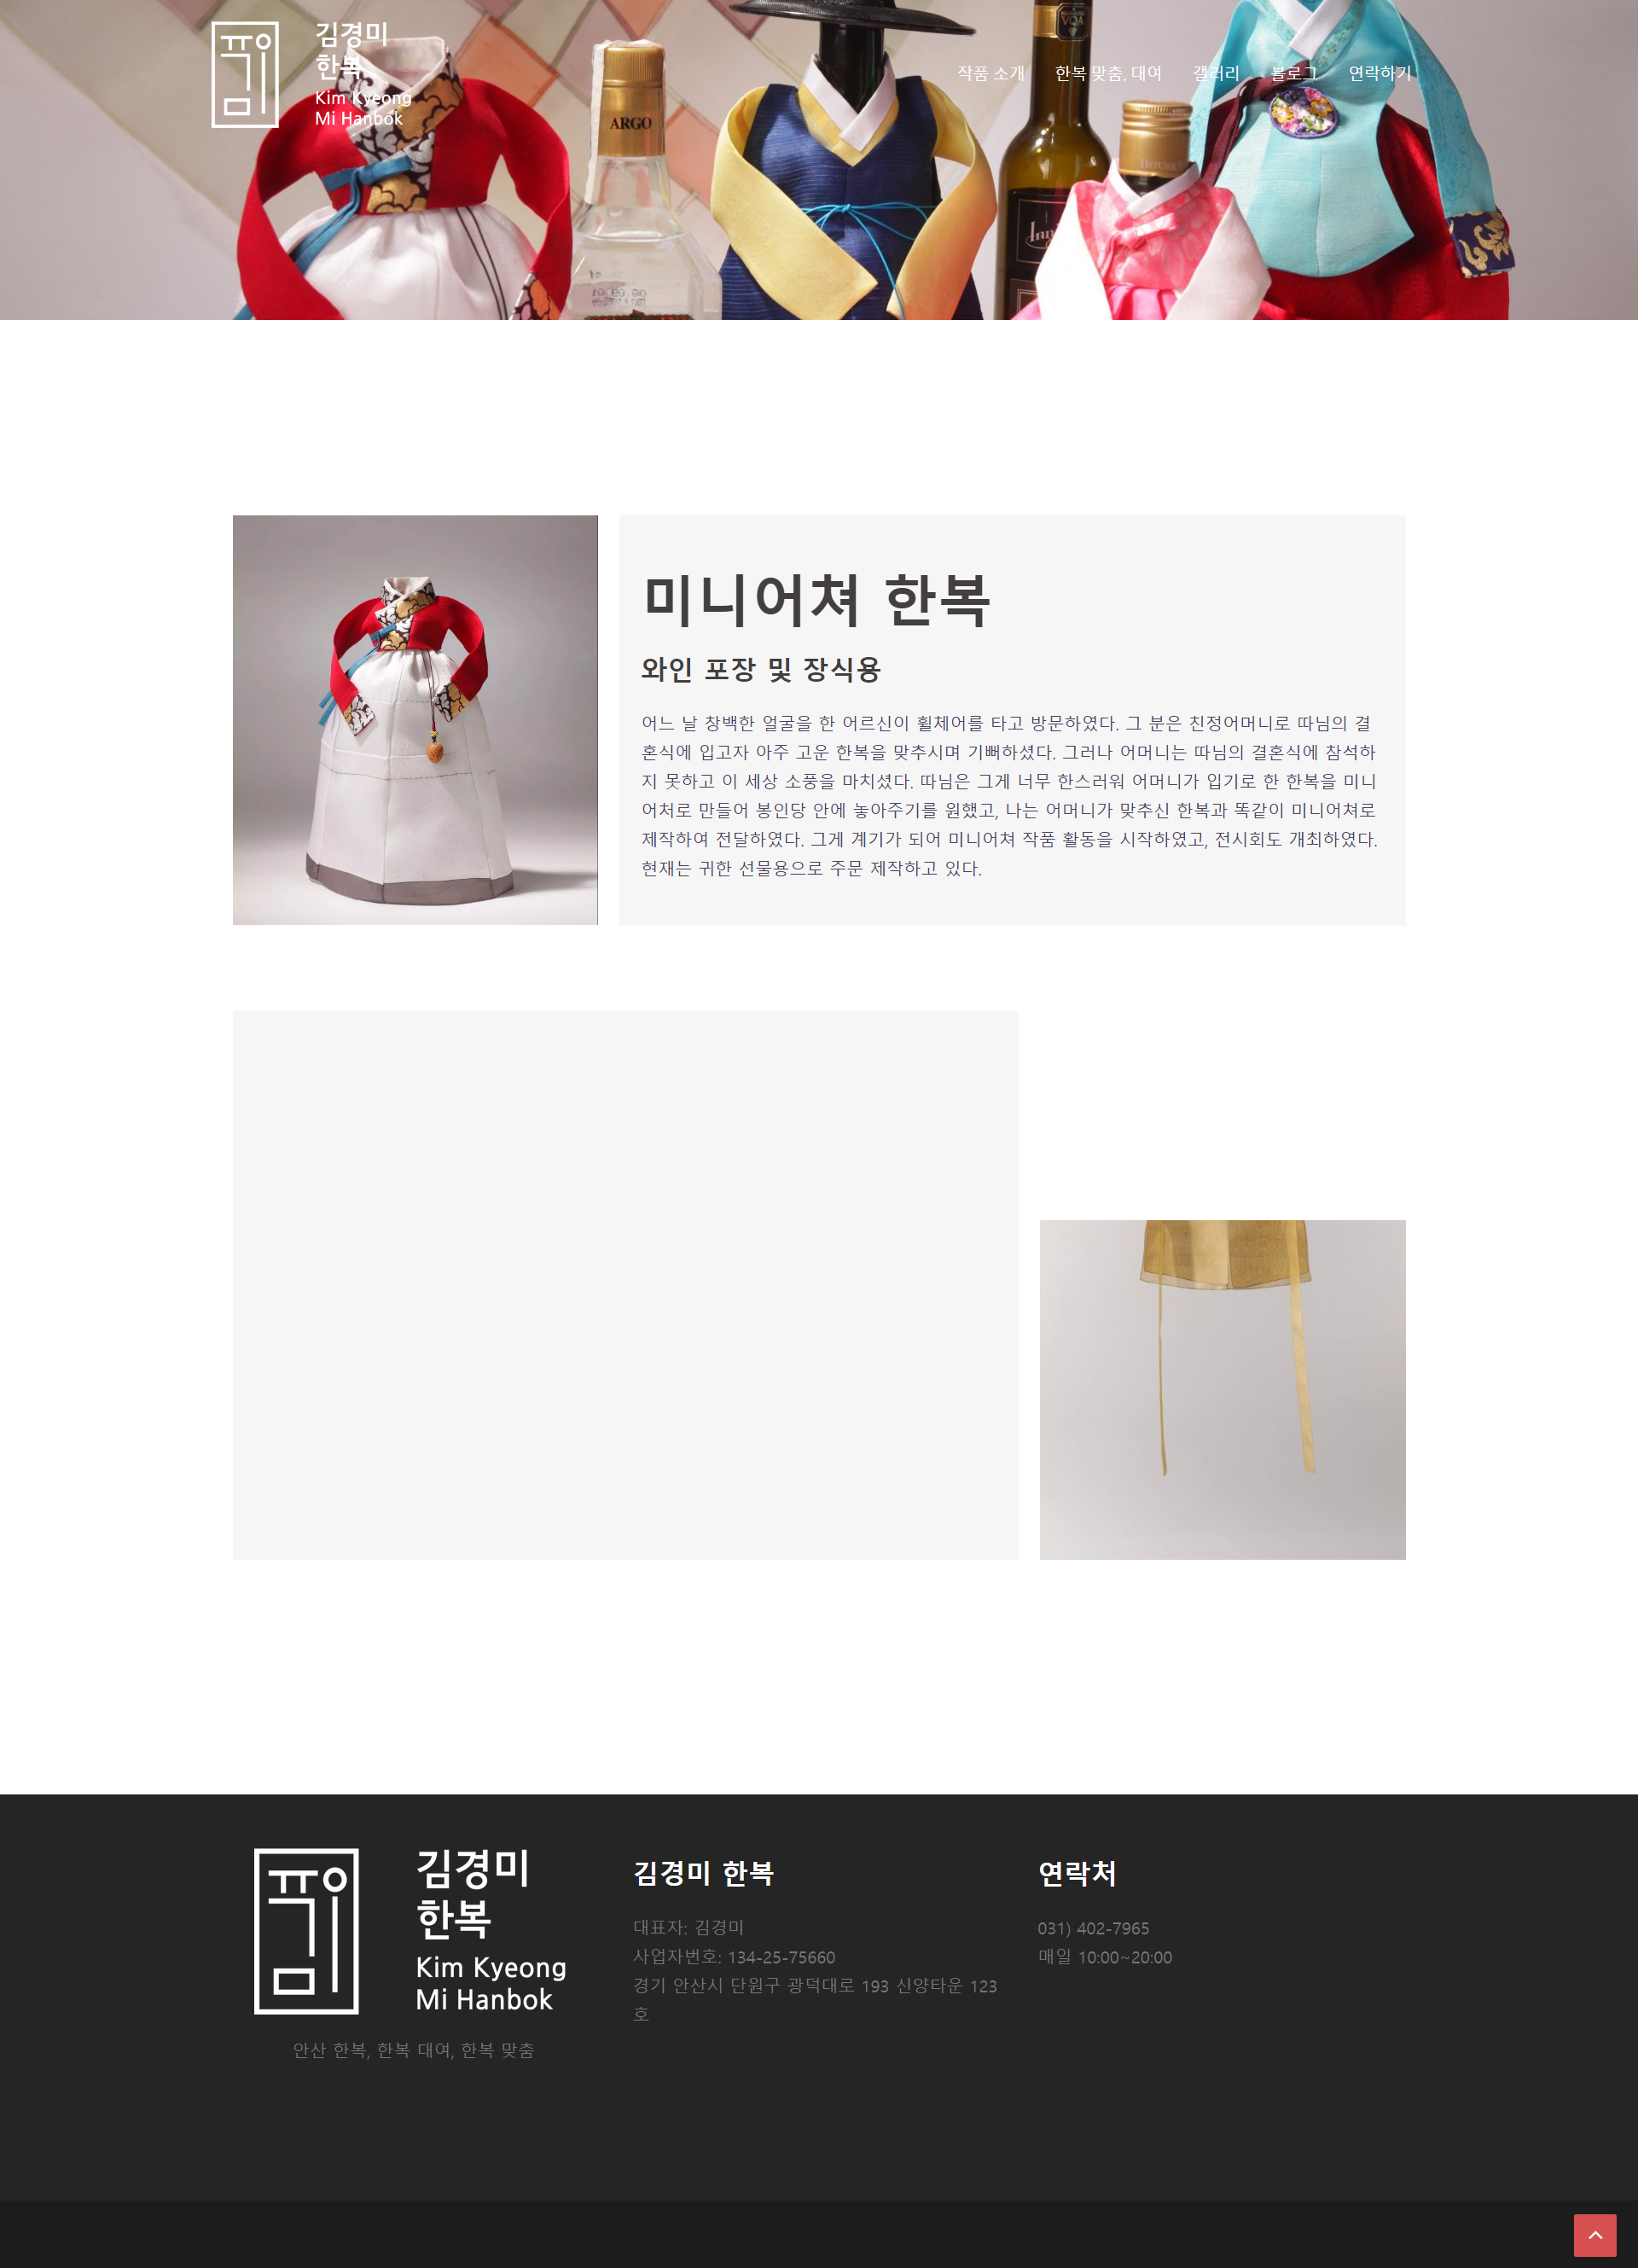 김경미
한복
Kim Kyeong
Mi Hanbok
작품 소개
한복 맞춤, 대여
갤러리
블로그
연락하기
ARGO
VQA
미니어쳐 한복
와인 포장 및 장식용
어느 날 창백한 얼굴을 한 어르신이 휠체어를 타고 방문하였다. 그 분은 친정어머니로 따님의 결
혼식에 입고자 아주 고운 한복을 맞추시며 기뻐하셨다. 그러나 어머니는 따님의 결혼식에 참석하
지 못하고 이 세상 소풍을 마치셨다. 따님은 그게 너무 한스러워 어머니가 입기로 한 한복을 미니
어처로 만들어 봉인당 안에 놓아주기를 원했고, 나는 어머니가 맞추신 한복과 똑같이 미니어쳐로
제작하여 전달하였다. 그게 계기가 되어 미니어쳐 작품 활동을 시작하였고, 전시회도 개최하였다.
현재는 귀한 선물용으로 주문 제작하고 있다.
김경미
한복
Kim Kyeong
Mi Hanbok
안산 한복, 한복 대여, 한복 맞춤
김경미 한복
대표자: 김경미
사업자번호: 134-25-75660
경기 안산시 단원구 광덕대로 193 신양타운 123
호
연락처
031) 402-7965
매일 10:00~20:00